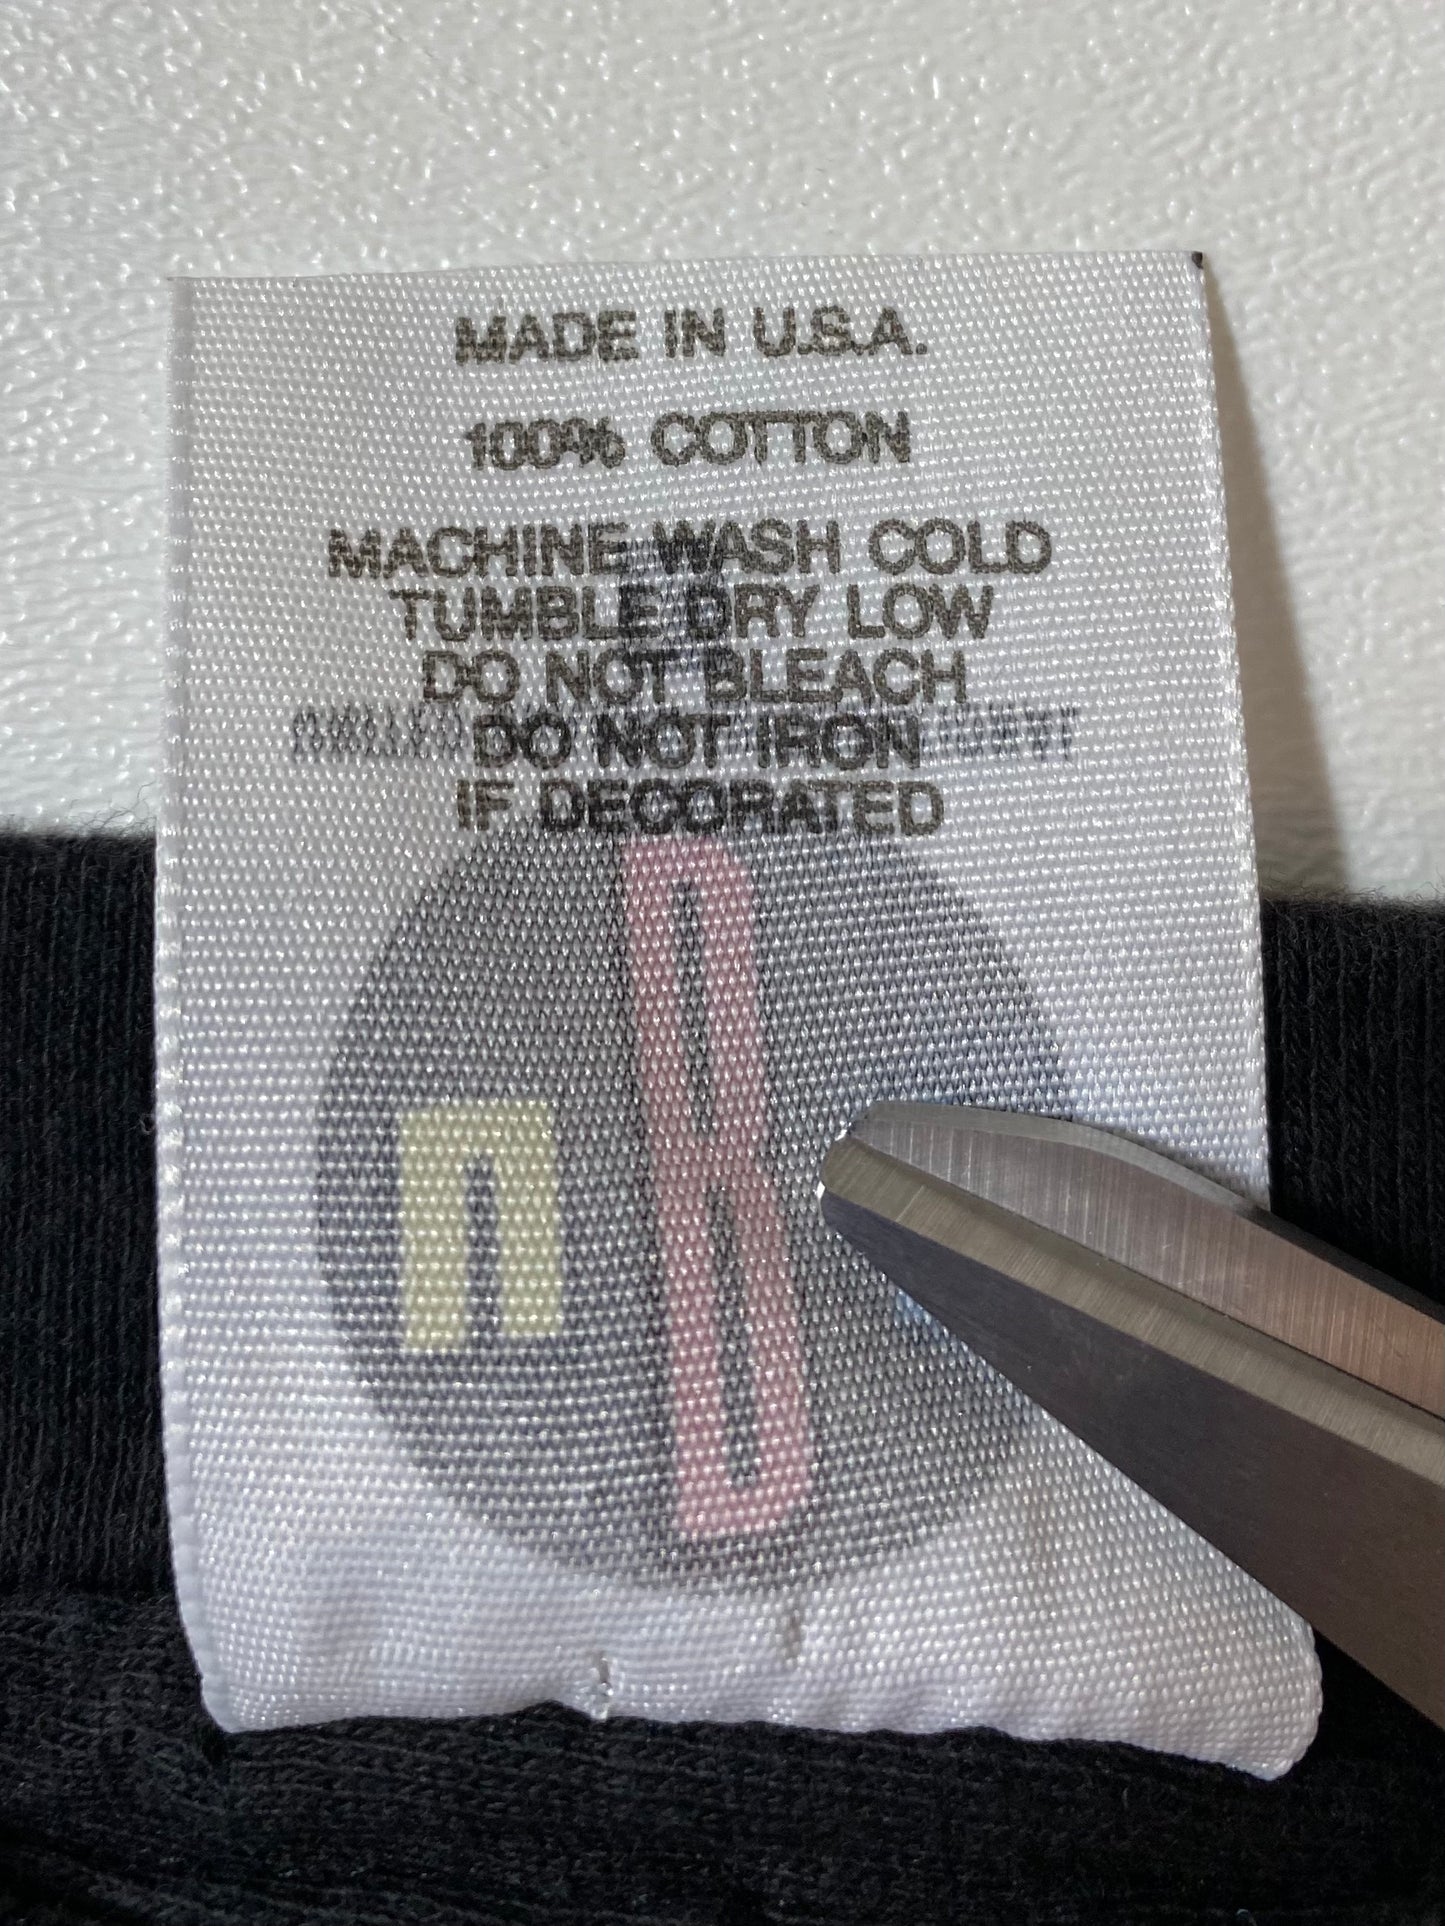 MADE IN U.S.A.
100% COTTON
MACHINE WASH COLD
TUMBLE DRY LOW
DO NOT BLEACH
DO NOT IRON
IF DECORATED